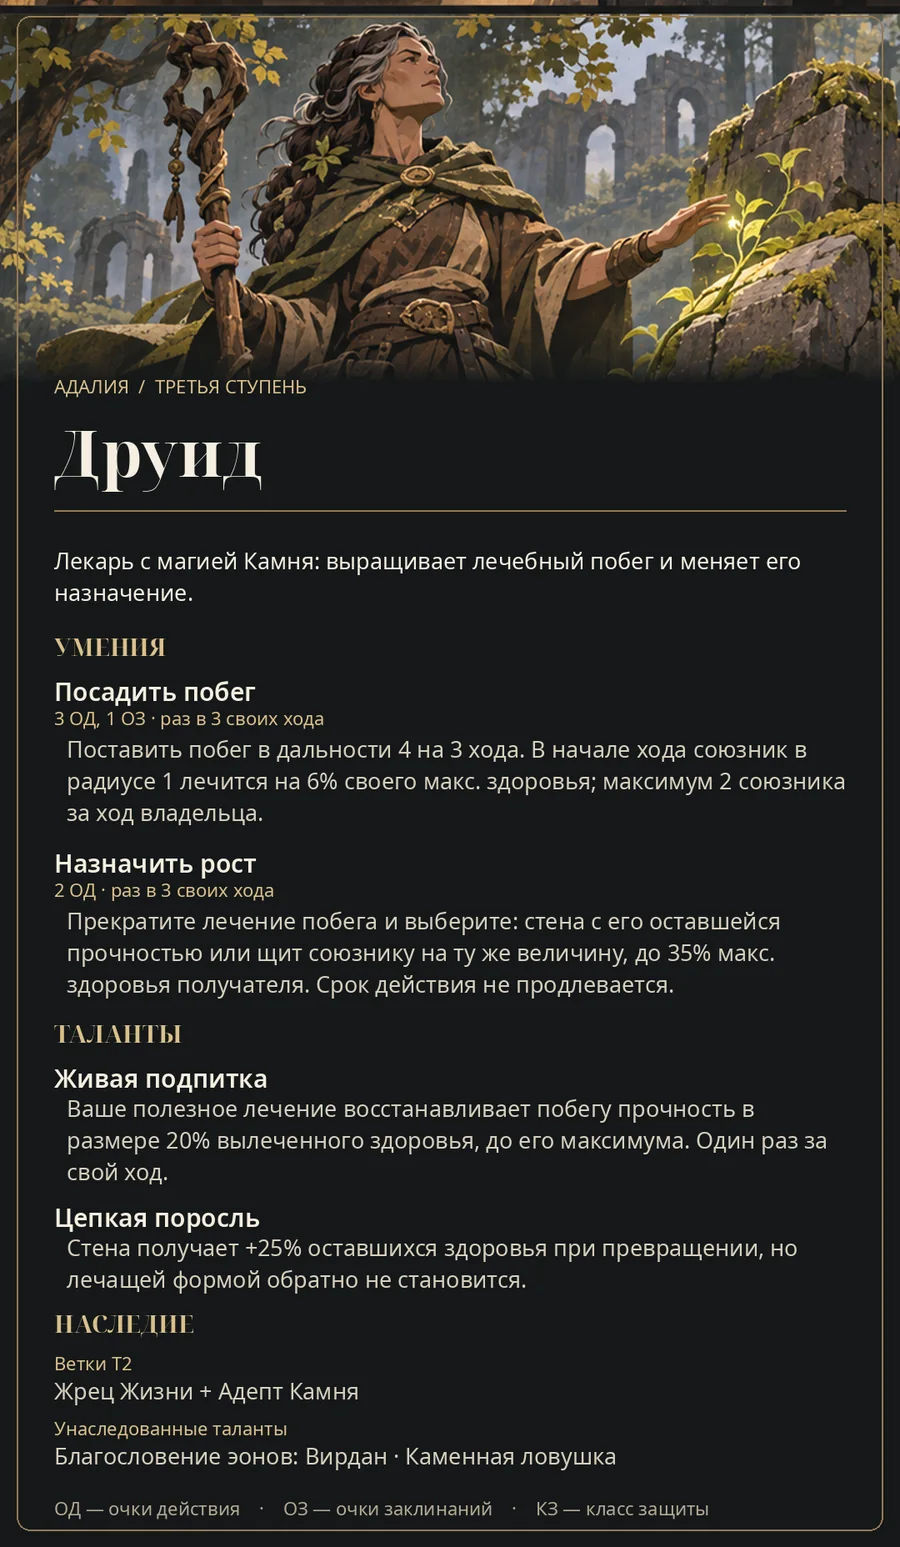 АДАЛИЯ / ТРЕТЬЯ СТУПЕНЬ
Друид
Лекарь с магией Камня: выращивает лечебный побег и меняет его
назначение.
УМЕНИЯ
Посадить побег
3 ОД, 1 ОЗ · раз в 3 своих хода
Поставить побег в дальности 4 на 3 хода. В начале хода союзник в
радиусе 1 лечится на 6% своего макс. здоровья; максимум 2 союзника
за ход владельца.
Назначить рост
2 ОД · раз в 3 своих хода
Прекратите лечение побега и выберите: стена с его оставшейся
прочностью или щит союзнику на ту же величину, до 35% макс.
здоровья получателя. Срок действия не продлевается.
ТАЛАНТЫ
Живая подпитка
Ваше полезное лечение восстанавливает побегу прочность в
размере 20% вылеченного здоровья, до его максимума. Один раз за
свой ход.
Цепкая поросль
Стена получает +25% оставшихся здоровья при превращении, но
лечащей формой обратно не становится.
НАСЛЕДИЕ
Ветки Т2
Жрец Жизни + Адепт Камня
Унаследованные таланты
Благословение эонов: Вирдан · Каменная ловушка
ОД — очки действия · ОЗ — очки заклинаний · КЗ — класс защиты